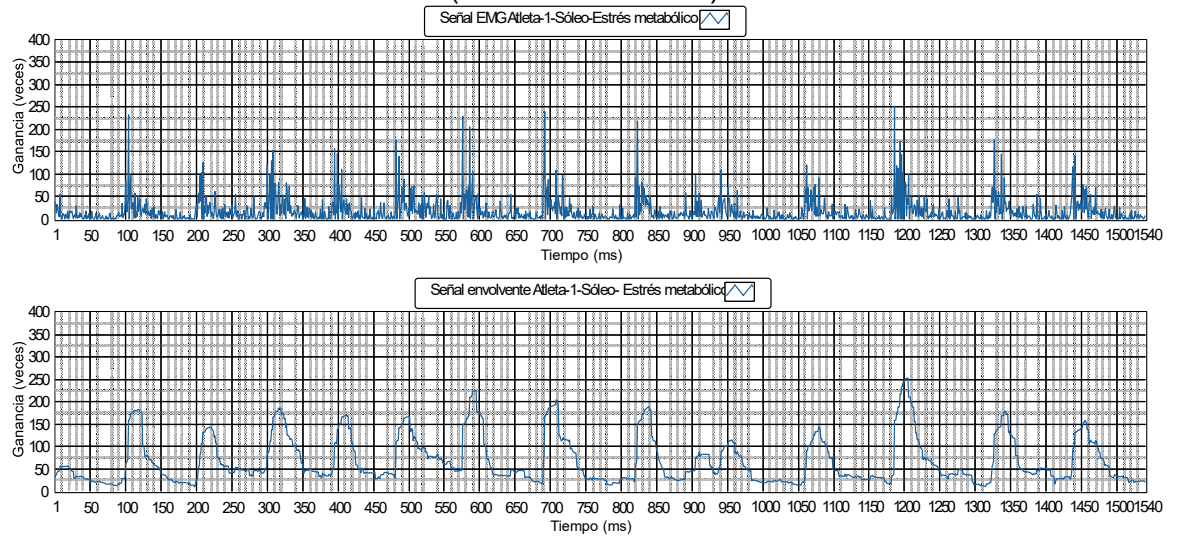 Señal EMGAtleta-1-Sóleo-Estrés metabólico
400
350
300
250
200
150
100
50
0
Ganancia (veces)
1 50 100 150 200 250 300 350 400 450 500 550 600 650 700 750 800 850 900 950 1000 1050 1100 1150 1200 1250 1300 1350 1400 1450 1500 1540
Tiempo (ms)
Señal envolvente Atleta-1-Sóleo- Estrés metabólico
400
350
300
250
200
150
100
50
0
Ganancia (veces)
1 50 100 150 200 250 300 350 400 450 500 550 600 650 700 750 800 850 900 950 1000 1050 1100 1150 1200 1250 1300 1350 1400 1450 1500 1540
Tiempo (ms)